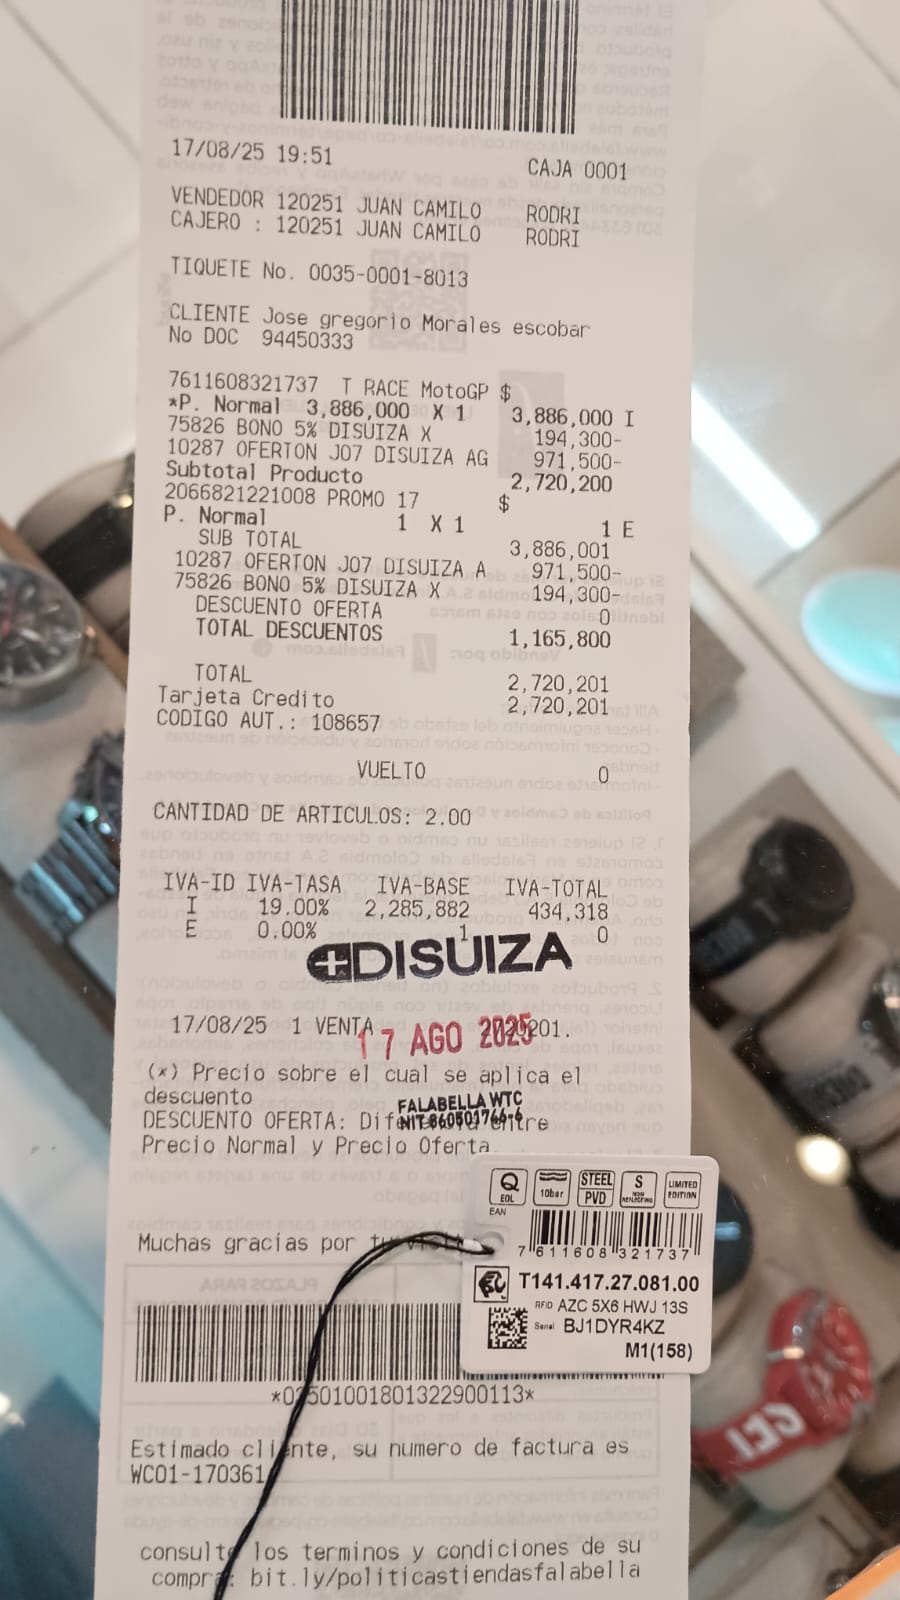 17/08/25 19:51 CAJA 0001
VENDEDOR 120251 JUAN CAMILO RODRI
CAJERO : 120251 JUAN CAMILO RODRI
TIQUETE No. 0035-0001-8013
CLIENTE Jose gregorio Morales escobar
No DOC 94450333
7611608321737 T RACE MotoGP $
*P. Normal 3,886,000 X 1 3,886,000 I
75826 BONO 5% DISUIZA X 194,300-
10287 OFERTON J07 DISUIZA AG 971,500-
Subtotal Producto 2,720,200
2066821221008 PROMO 17 $
P. Normal 1 X 1 1 E
SUB TOTAL 3,886,001
10287 OFERTON J07 DISUIZA A 971,500-
75826 BONO 5% DISUIZA X 194,300-
DESCUENTO OFERTA 0
TOTAL DESCUENTOS 1,165,800
TOTAL 2,720,201
Tarjeta Credito 2,720,201
CODIGO AUT.: 108657
VUELTO 0
CANTIDAD DE ARTICULOS: 2.00
IVA-ID IVA-TASA IVA-BASE IVA-TOTAL
I 19.00% 2,285,882 434,318
E 0.00% 1 0
DISUIZA
17/08/25 1 VENTA
17 AGO 2025
(*) Precio sobre el cual se aplica el
descuento
FALABELLA WTC
NIT 860501766-6
DESCUENTO OFERTA: entre
Precio Normal y Precio Oferta
Muchas gracias por
Q EOL
10bar
STEEL PVD
S NON REFLECTING
LIMITED EDITION
EAN
7 611608 321737
T141.417.27.081.00
RFID AZC 5X6 HWJ 13S
Serial BJ1DYR4KZ
M1(158)
Estimado cliente, su numero de factura es
WC01-170361
consulte los terminos y condiciones de su
compra: bit.ly/politicastiendasfalabella